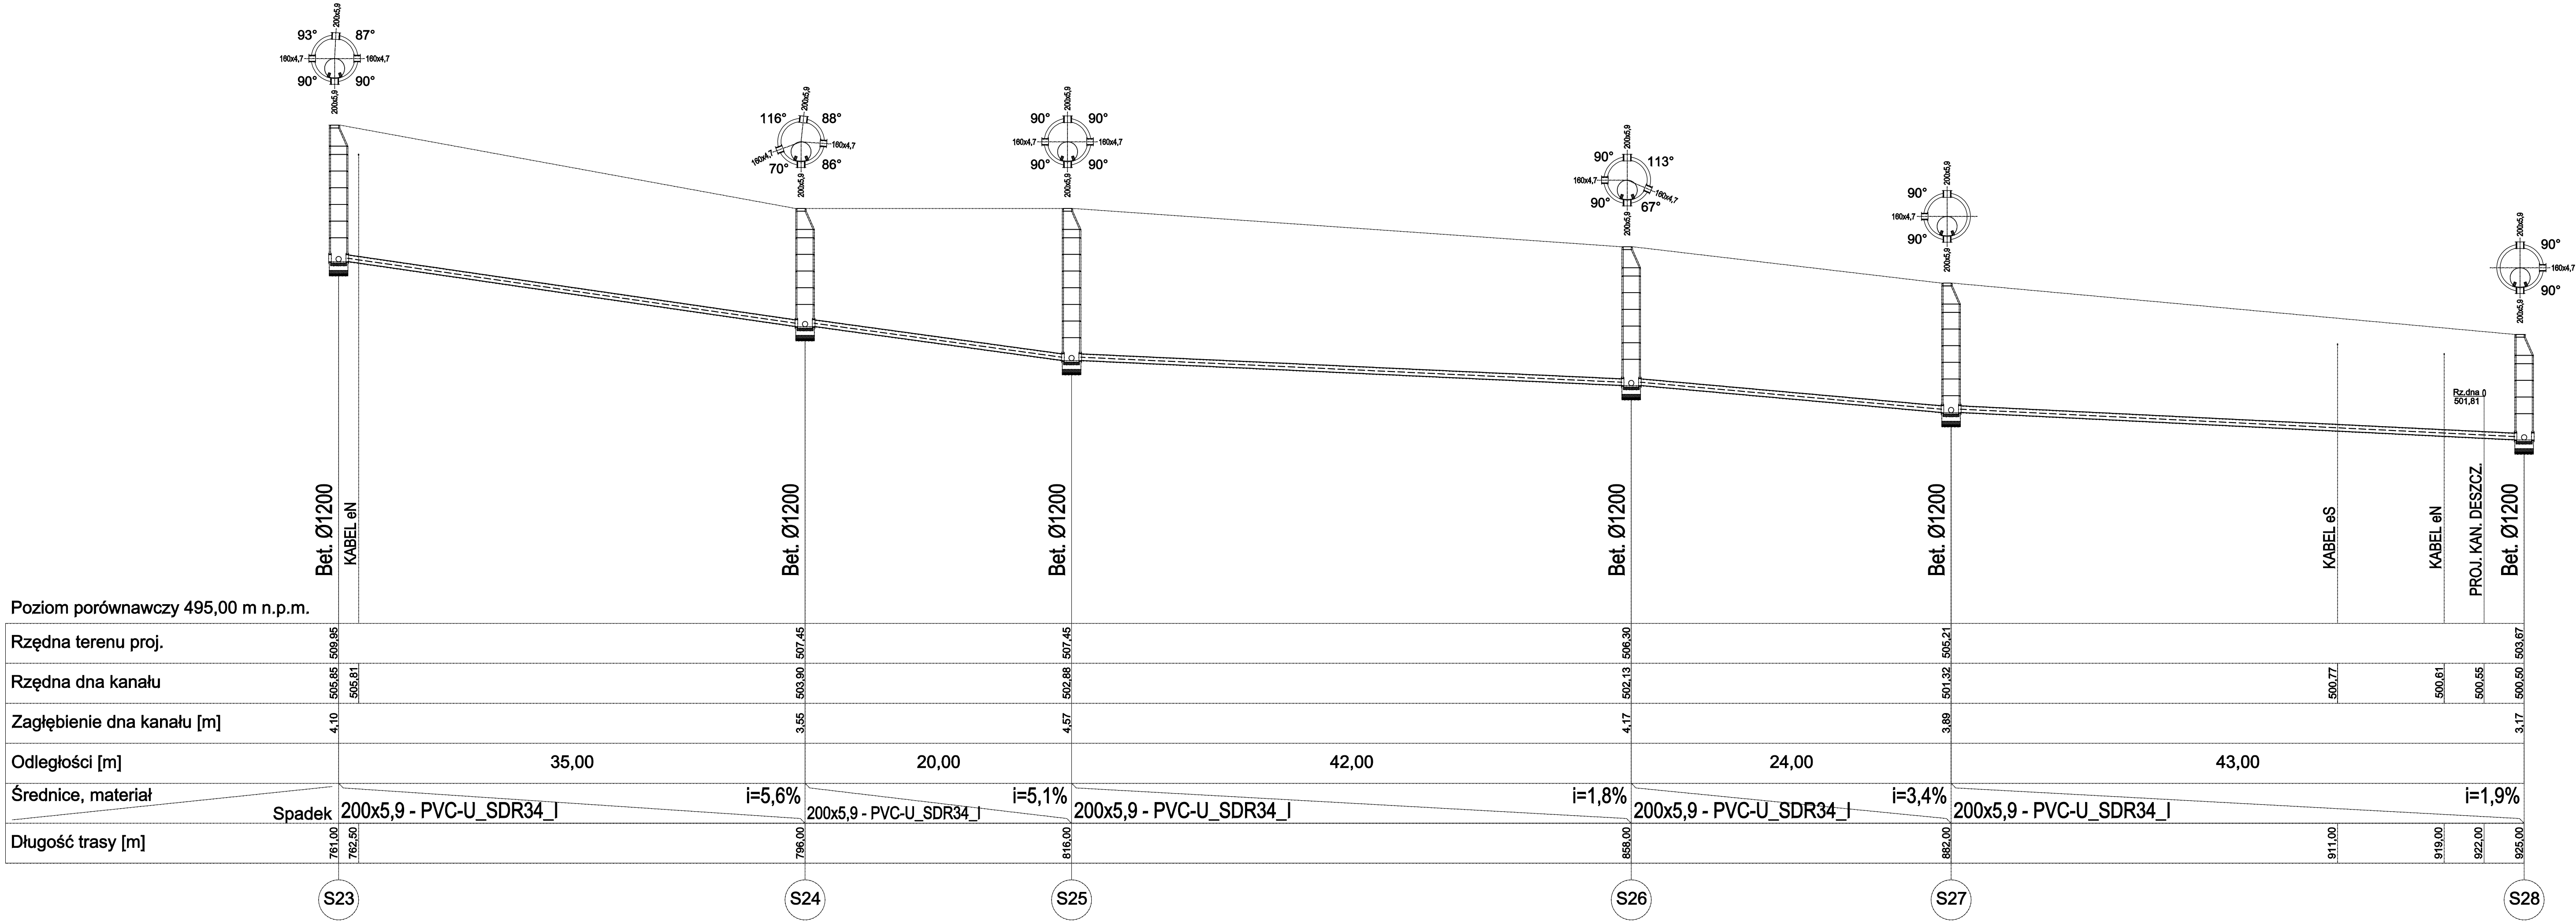 200x5,9
93° 87°
160x4,7 160x4,7
90° 90°
200x5,9
200x5,9
116° 88°
160x4,7 160x4,7
70° 86°
200x5,9
200x5,9
90° 90°
160x4,7 160x4,7
90° 90°
200x5,9
200x5,9
90° 113°
160x4,7 160x4,7
90° 67°
200x5,9
200x5,9
90°
160x4,7
90°
200x5,9
200x5,9
90°
160x4,7
90°
200x5,9
Rz.dna 0
501,81
Bet. Ø1200
KABEL eN
Bet. Ø1200
Bet. Ø1200
Bet. Ø1200
Bet. Ø1200
KABEL eS
KABEL eN
PROJ. KAN. DESZCZ.
Bet. Ø1200
Poziom porównawczy 495,00 m n.p.m.
Rzędna terenu proj. 509,95 507,45 507,45 506,30 505,21 503,67
Rzędna dna kanału 505,85 505,81 503,90 502,88 502,13 501,32 500,77 500,61 500,55 500,50
Zagłębienie dna kanału [m] 4,10 3,55 4,57 4,17 3,89 3,17
Odległości [m] 35,00 20,00 42,00 24,00 43,00
Średnice, materiał i=5,6% i=5,1% i=1,8% i=3,4% i=1,9%
Spadek 200x5,9 - PVC-U_SDR34_I 200x5,9 - PVC-U_SDR34_I 200x5,9 - PVC-U_SDR34_I 200x5,9 - PVC-U_SDR34_I 200x5,9 - PVC-U_SDR34_I
Długość trasy [m] 761,00 762,50 796,00 816,00 858,00 882,00 911,00 919,00 922,00 925,00
S23 S24 S25 S26 S27 S28